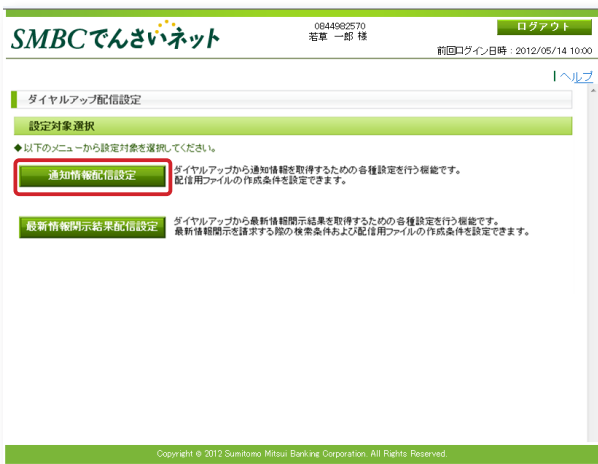 SMBCでんさいネット
0844982570
若草 一郎 様
ログアウト
前回ログイン日時：2012/05/14 10:00
ヘルプ
ダイヤルアップ配信設定
設定対象選択
◆以下のメニューから設定対象を選択してください。
通知情報配信設定
ダイヤルアップから通知情報を取得するための各種設定を行う機能です。
配信用ファイルの作成条件を設定できます。
最新情報開示結果配信設定
ダイヤルアップから最新情報開示結果を取得するための各種設定を行う機能です。
最新情報開示を請求する際の検索条件および配信用ファイルの作成条件を設定できます。
Copyright © 2012 Sumitomo Mitsui Banking Corporation. All Rights Reserved.